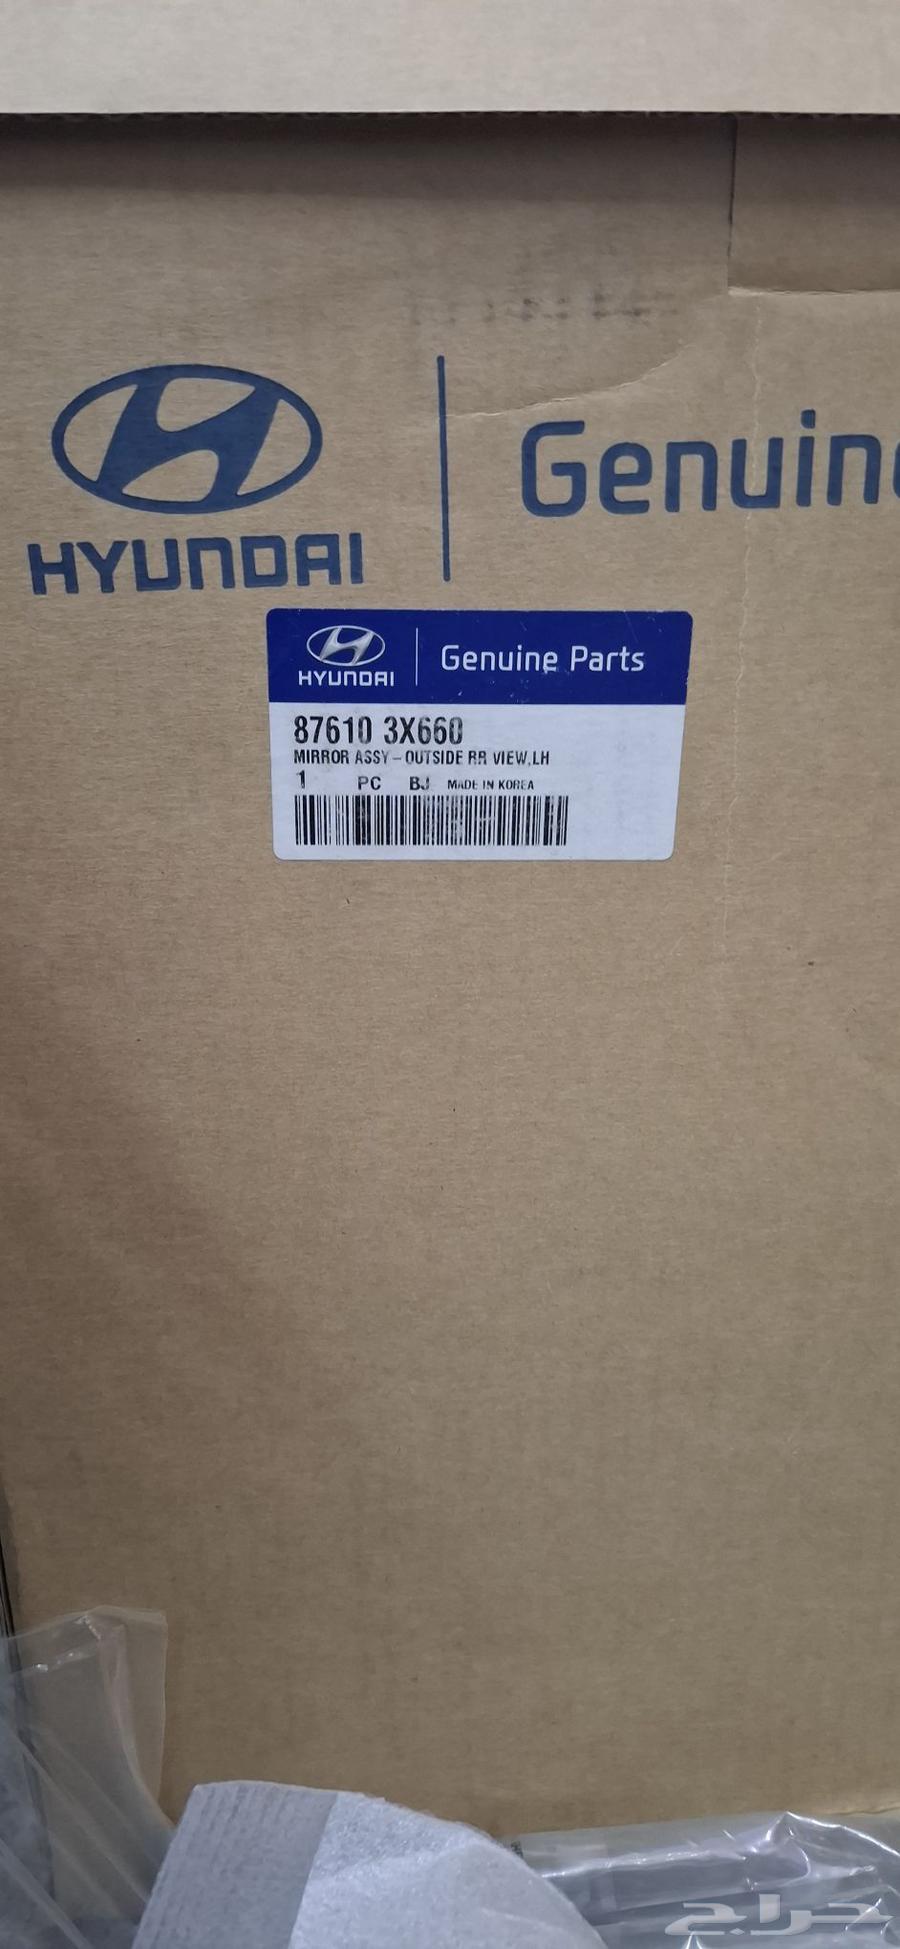 HYUNDAI
Genuin
HYUNDAI
Genuine Parts
87610 3X660
MIRROR ASSY-OUTSIDE RR VIEW,LH
1 PC BJ MADE IN KOREA
حراج